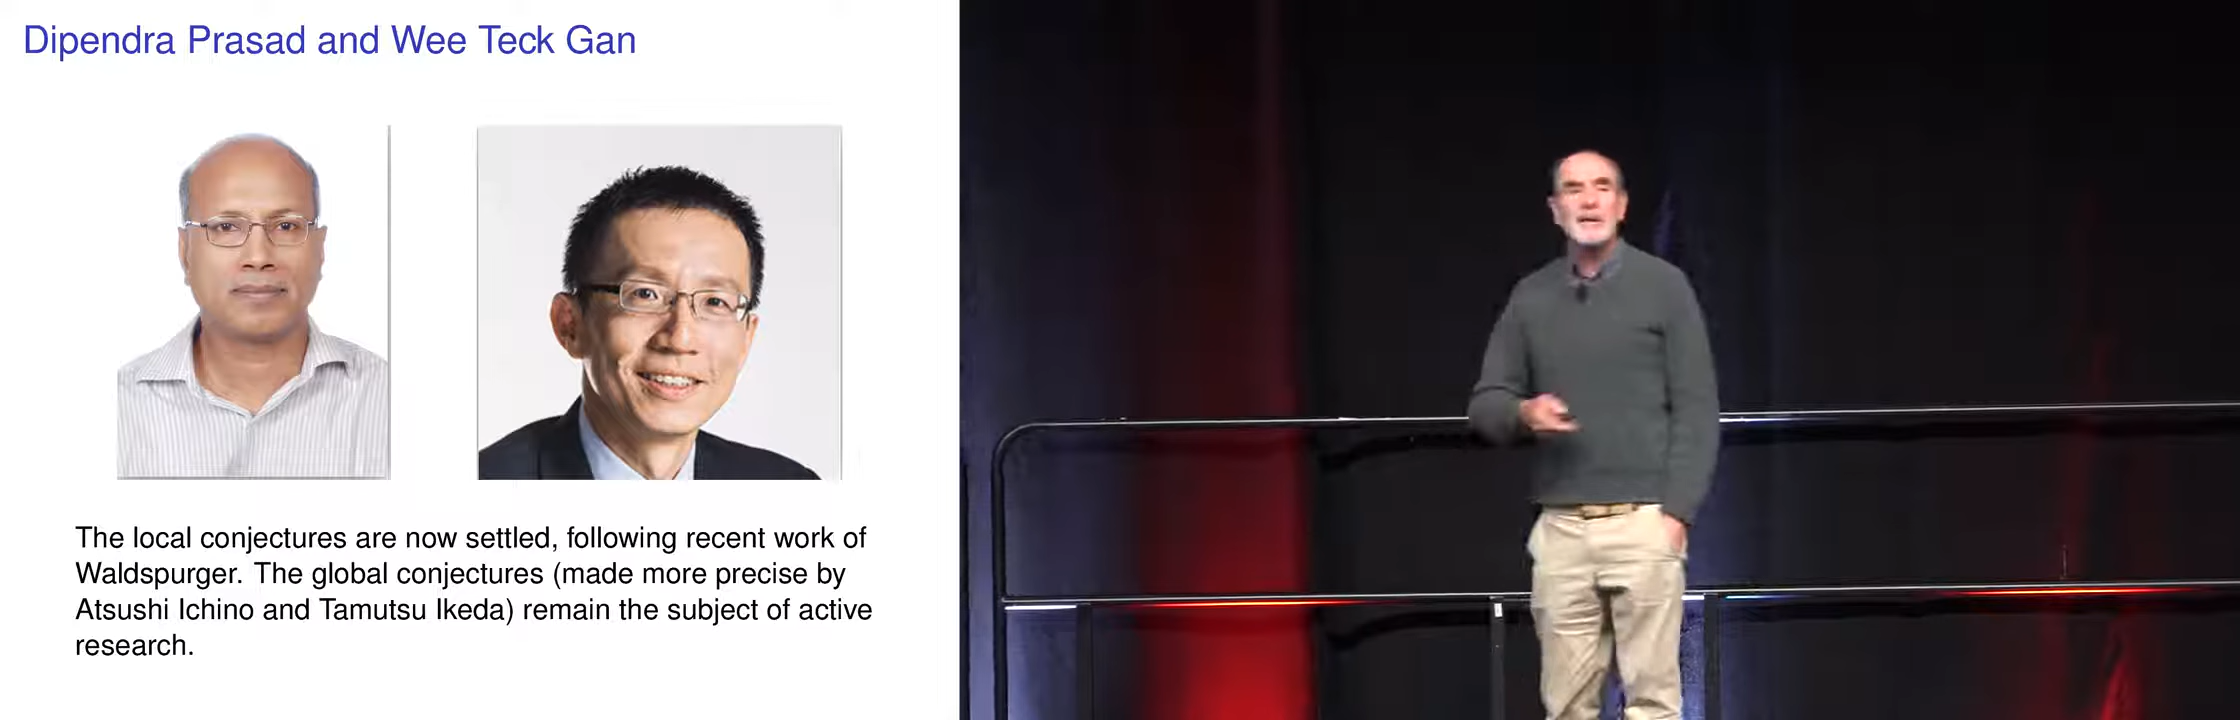 Dipendra Prasad and Wee Teck Gan
The local conjectures are now settled, following recent work of
Waldspurger. The global conjectures (made more precise by
Atsushi Ichino and Tamutsu Ikeda) remain the subject of active
research.